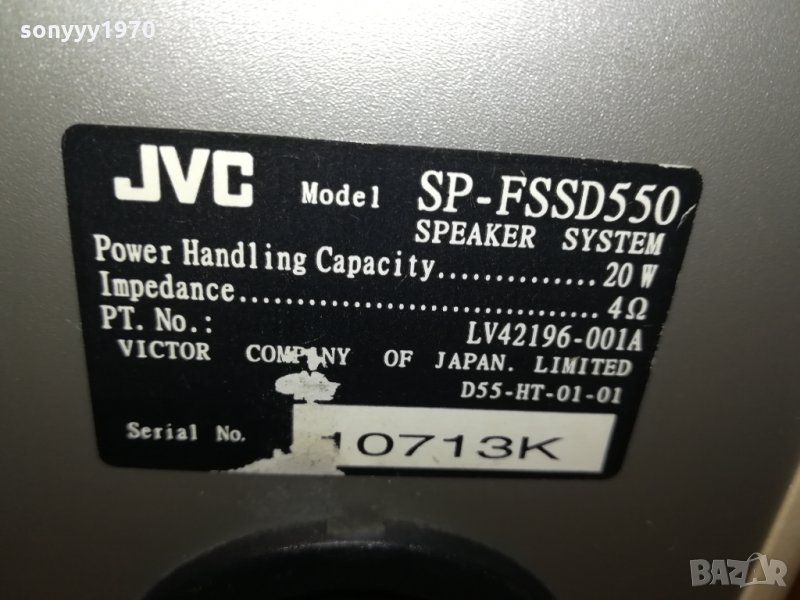 sonyyy1970
JVC Model SP-FSSD550
SPEAKER SYSTEM
Power Handling Capacity............... 20 W
Impedance.................................... 4Ω
PT. No.: LV42196-001A
VICTOR COMPANY OF JAPAN. LIMITED
D55-HT-01-01
Serial No. 10713K
BAZAR